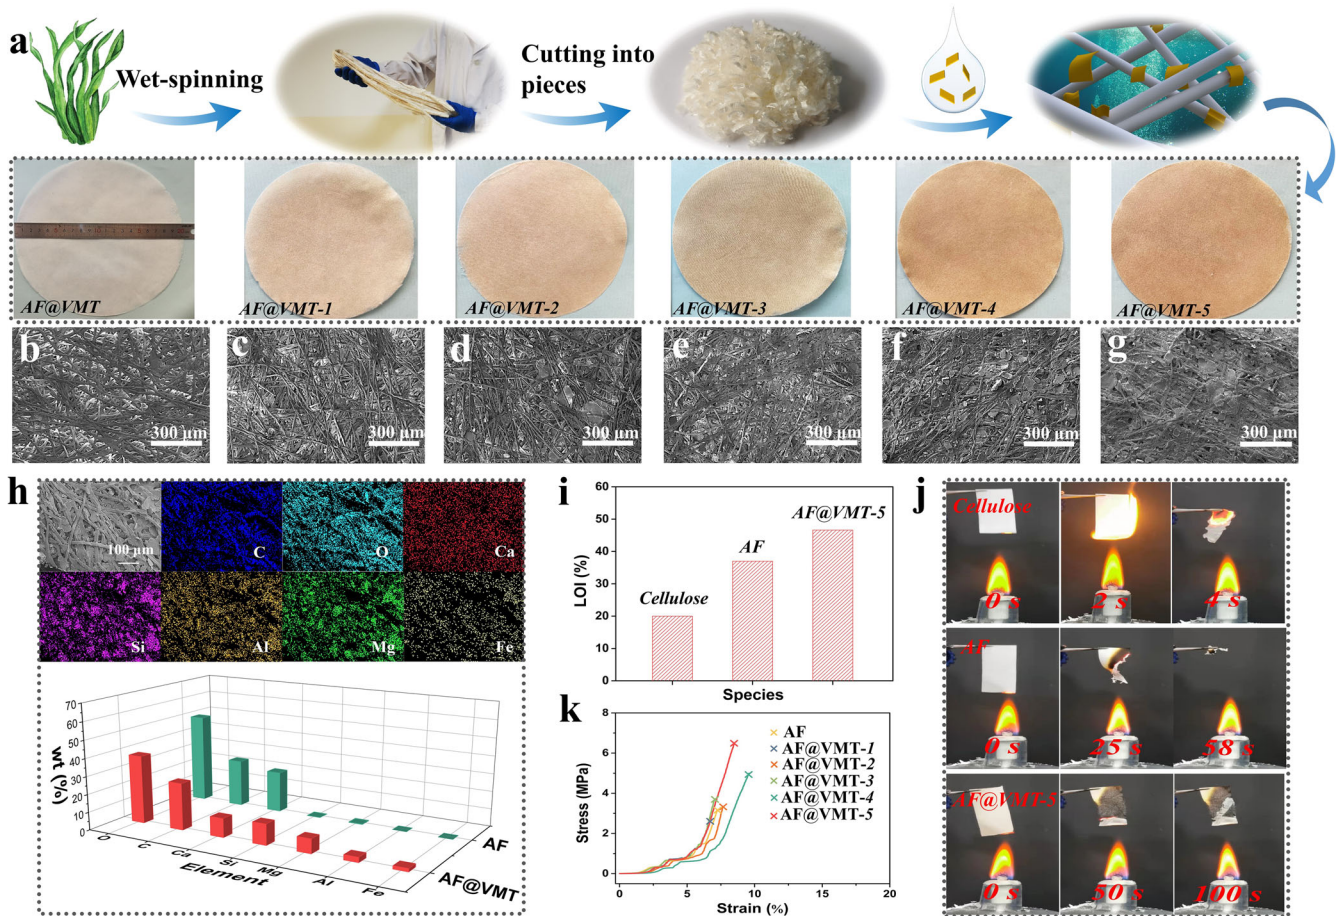 a
Wet-spinning
Cutting into
pieces
AF@VMT
AF@VMT-1
AF@VMT-2
AF@VMT-3
AF@VMT-4
AF@VMT-5
b
300 μm
c
300 μm
d
300 μm
e
300 μm
f
300 μm
g
300 μm
h
100 μm
C
O
Ca
Si
Al
Mg
Fe
70
60
50
40
30
20
10
0
wt (%)
O
C
Ca
Si
Mg
Al
Fe
Element
AF
AF@VMT
i
60
50
40
30
20
10
0
LOI (%)
Cellulose
AF
AF@VMT-5
Species
k
8
6
4
2
0
Stress (MPa)
AF
AF@VMT-1
AF@VMT-2
AF@VMT-3
AF@VMT-4
AF@VMT-5
0
5
10
15
20
Strain (%)
j
Cellulose
0 s
2 s
4 s
AF
0 s
25 s
58 s
AF@VMT-5
0 s
50 s
100 s